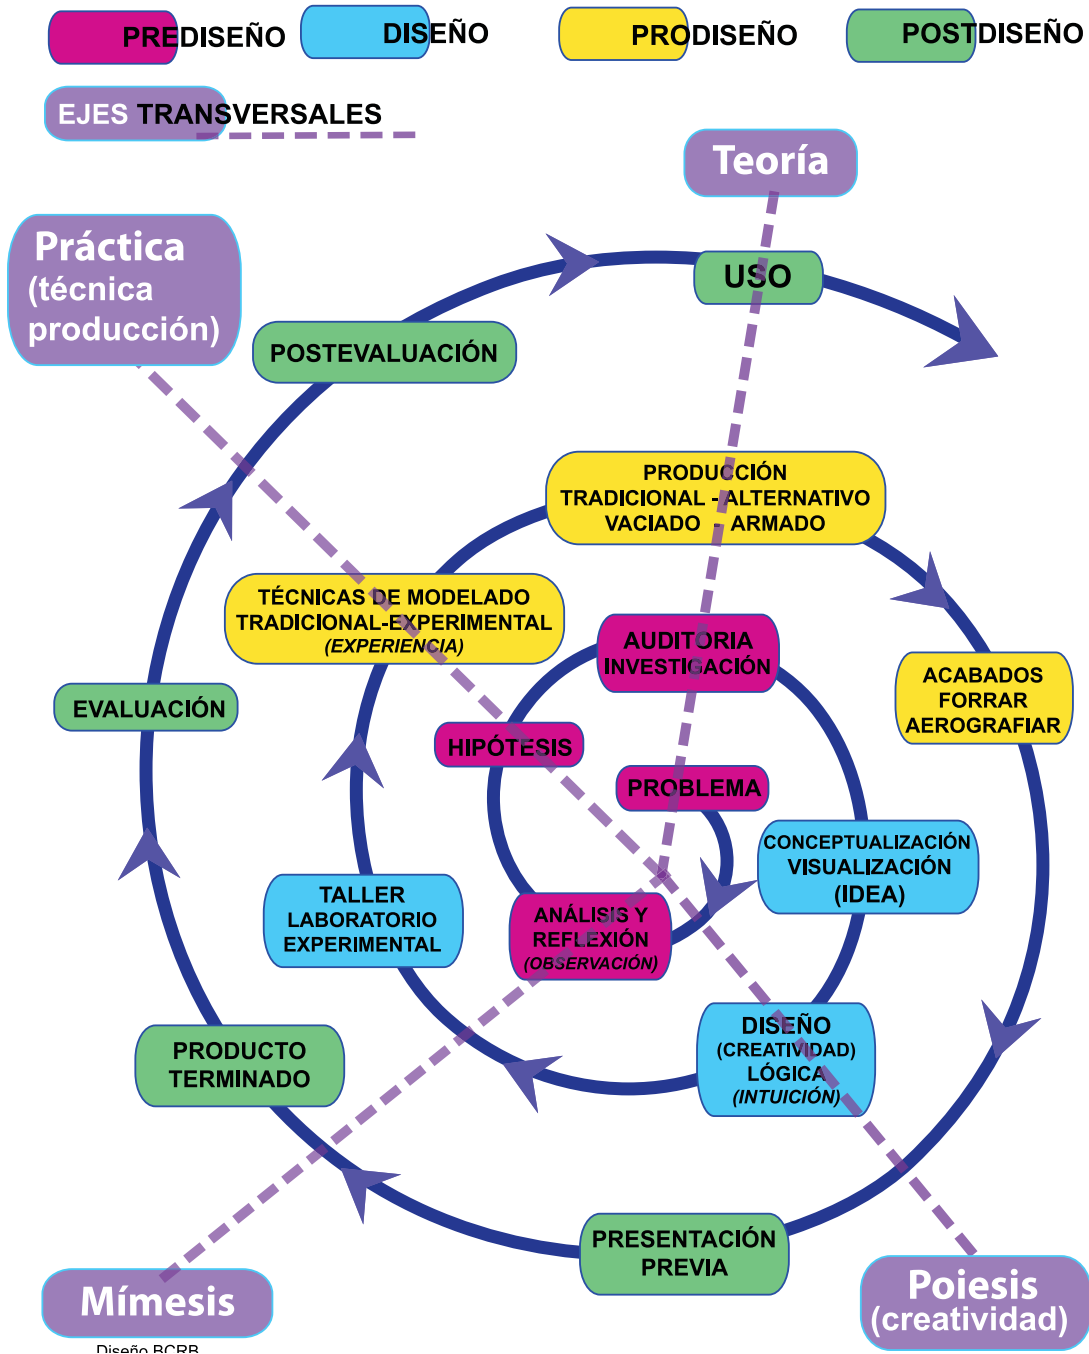 PREDISEÑO
DISEÑO
PRODISEÑO
POSTDISEÑO
EJES TRANSVERSALES
Teoría
Práctica
(técnica
producción)
USO
POSTEVALUACIÓN
PRODUCCIÓN
TRADICIONAL - ALTERNATIVO
VACIADO - ARMADO
TÉCNICAS DE MODELADO
TRADICIONAL-EXPERIMENTAL
(EXPERIENCIA)
AUDITORIA
INVESTIGACIÓN
ACABADOS
FORRAR
AEROGRAFIAR
EVALUACIÓN
HIPÓTESIS
PROBLEMA
CONCEPTUALIZACIÓN
VISUALIZACIÓN
(IDEA)
TALLER
LABORATORIO
EXPERIMENTAL
ANÁLISIS Y
REFLEXIÓN
(OBSERVACIÓN)
DISEÑO
(CREATIVIDAD)
LÓGICA
(INTUICIÓN)
PRODUCTO
TERMINADO
PRESENTACIÓN
PREVIA
Mímesis
Poiesis
(creatividad)
Diseño BCRB